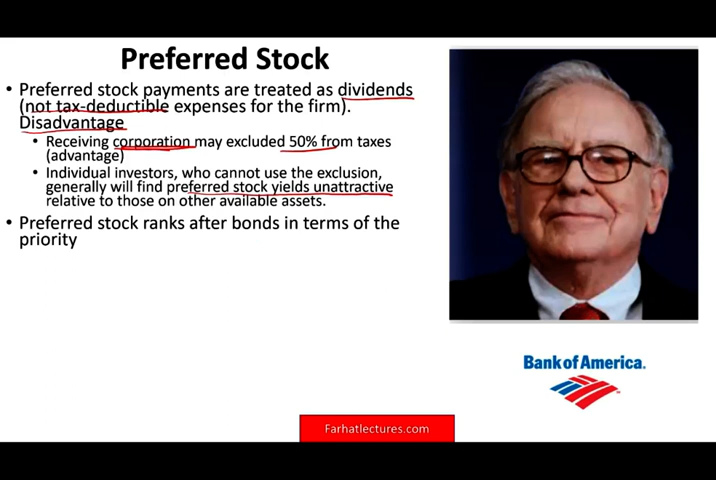 Preferred Stock
• Preferred stock payments are treated as dividends
(not tax-deductible expenses for the firm).
Disadvantage
• Receiving corporation may excluded 50% from taxes
(advantage)
• Individual investors, who cannot use the exclusion,
generally will find preferred stock yields unattractive
relative to those on other available assets.
• Preferred stock ranks after bonds in terms of the
priority
Bank of America.
Farhatlectures.com